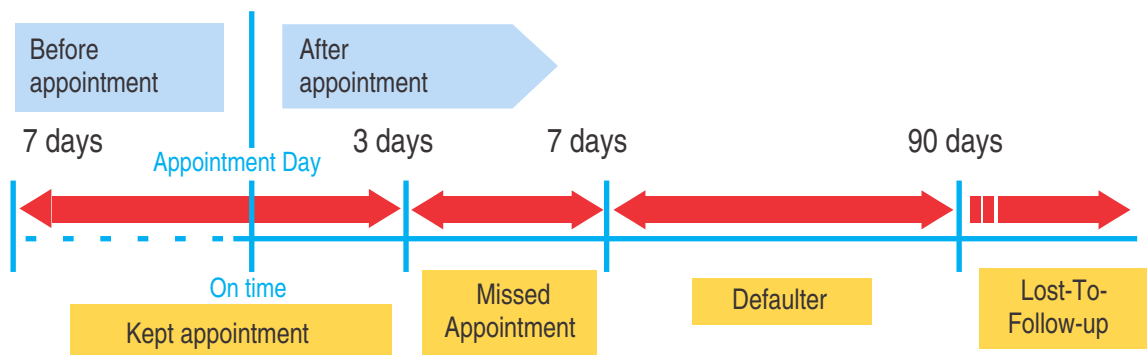 Before
appointment
After
appointment
7 days
3 days
7 days
90 days
Appointment Day
On time
Kept appointment
Missed
Appointment
Defaulter
Lost-To-
Follow-up